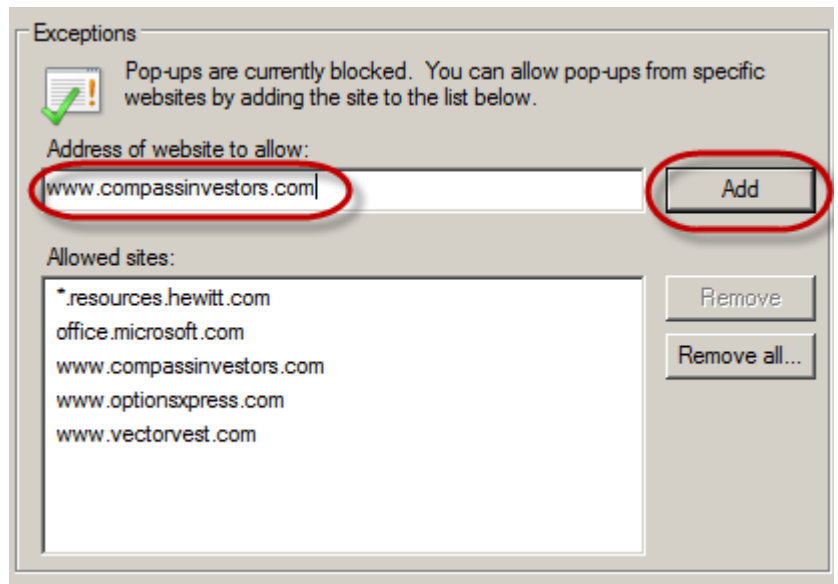 Exceptions
Pop-ups are currently blocked. You can allow pop-ups from specific
websites by adding the site to the list below.
Address of website to allow:
www.compassinvestors.com
Add
Allowed sites:
*.resources.hewitt.com
Remove
office.microsoft.com
www.compassinvestors.com
Remove all...
www.optionsxpress.com
www.vectorvest.com